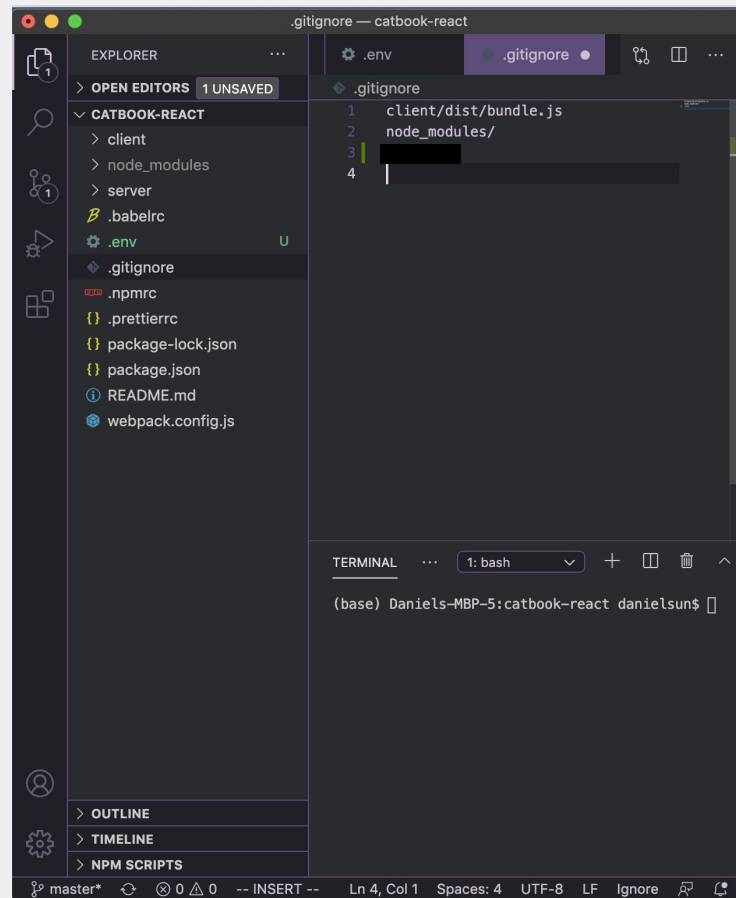 .gitignore — catbook-react
EXPLORER ···
.env
.gitignore ●
···
1
OPEN EDITORS 1 UNSAVED
.gitignore
CATBOOK-REACT
client
node_modules
server
.babelrc
.env U
.gitignore
.npmrc
.prettierrc
package-lock.json
package.json
README.md
webpack.config.js
1
1 client/dist/bundle.js
2 node_modules/
3
4
TERMINAL ··· 1: bash
(base) Daniels-MBP-5:catbook-react danielsun$
OUTLINE
TIMELINE
NPM SCRIPTS
master* 0 0 -- INSERT -- Ln 4, Col 1 Spaces: 4 UTF-8 LF Ignore